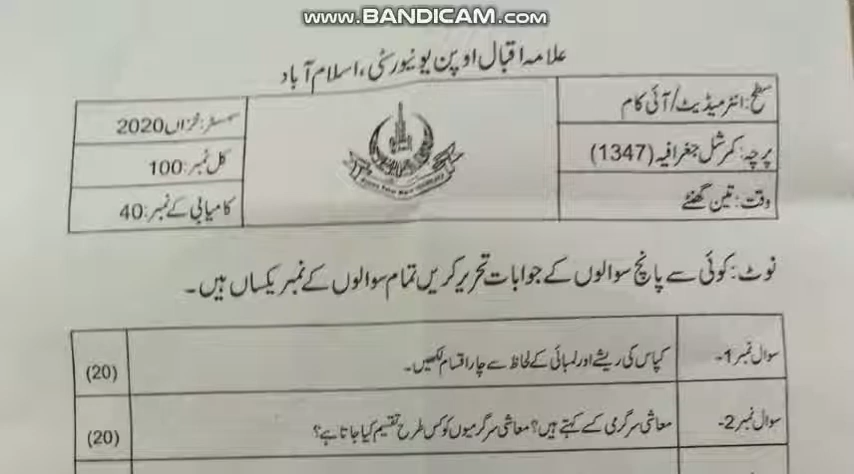 www.BANDICAM.com
علامہ اقبال اوپن یونیورسٹی، اسلام آباد
سطح: انٹرمیڈیٹ/آئی کام
سمسٹر: خزاں 2020
پرچہ: کمرشل جغرافیہ (1347)
کل نمبر: 100
وقت: تین گھنٹے
کامیابی کے نمبر: 40
نوٹ: کوئی سے پانچ سوالوں کے جوابات تحریر کریں تمام سوالوں کے نمبر یکساں ہیں۔
سوال نمبر 1- کپاس کی ریشے اور لمبائی کے لحاظ سے چار اقسام لکھیں۔ (20)
سوال نمبر 2- معاشی سرگرمی کسے کہتے ہیں؟ معاشی سرگرمیوں کو کس طرح تقسیم کیا جاتا ہے؟ (20)